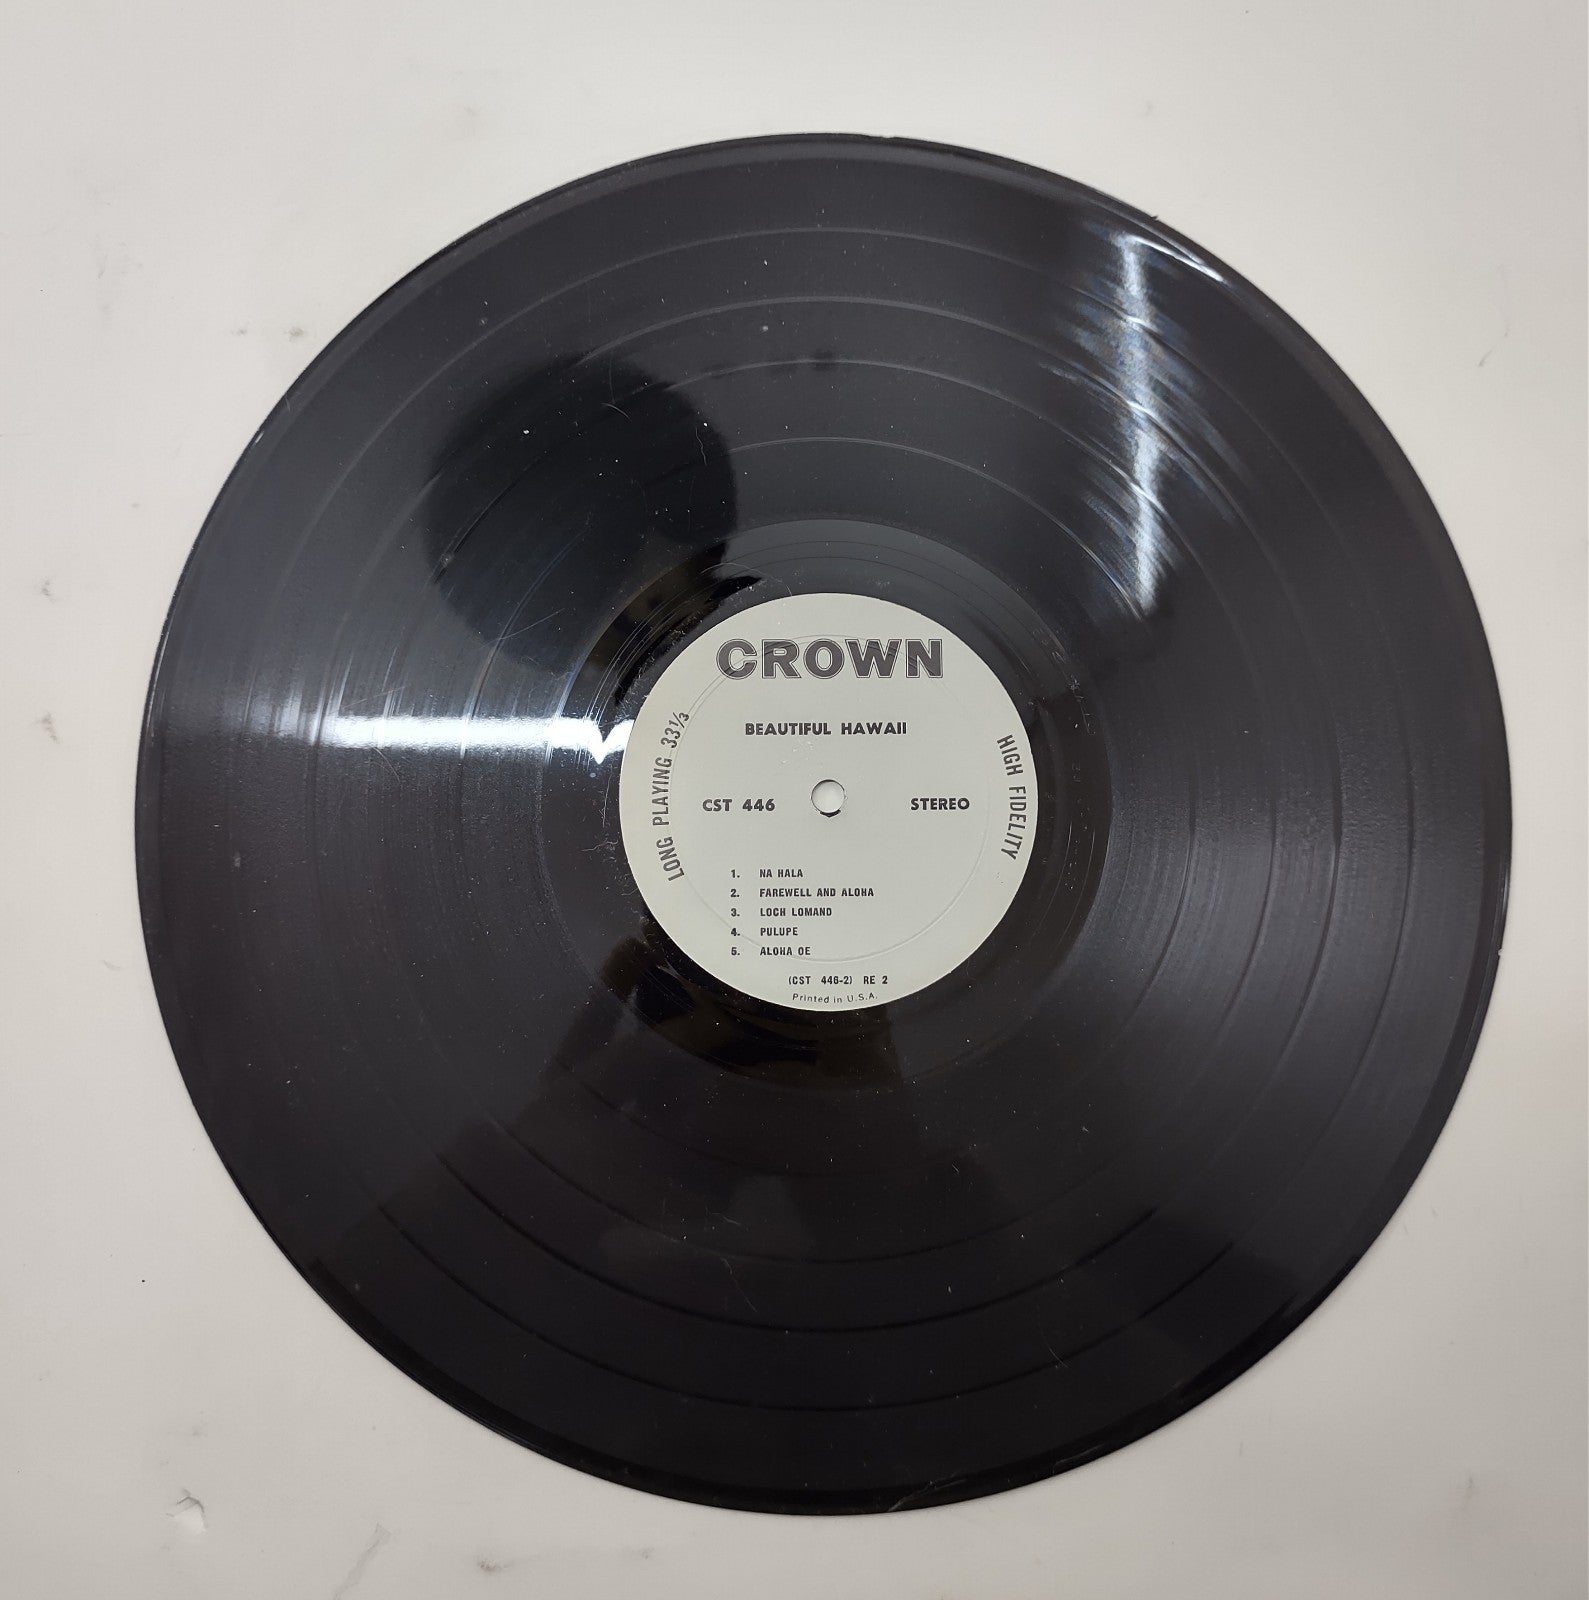 CROWN
BEAUTIFUL HAWAII
LONG PLAYING 33⅓
HIGH FIDELITY
CST 446
STEREO
1. NA HALA
2. FAREWELL AND ALOHA
3. LOCH LOMAND
4. PULUPE
5. ALOHA OE
(CST 446-2) RE 2
Printed in U.S.A.